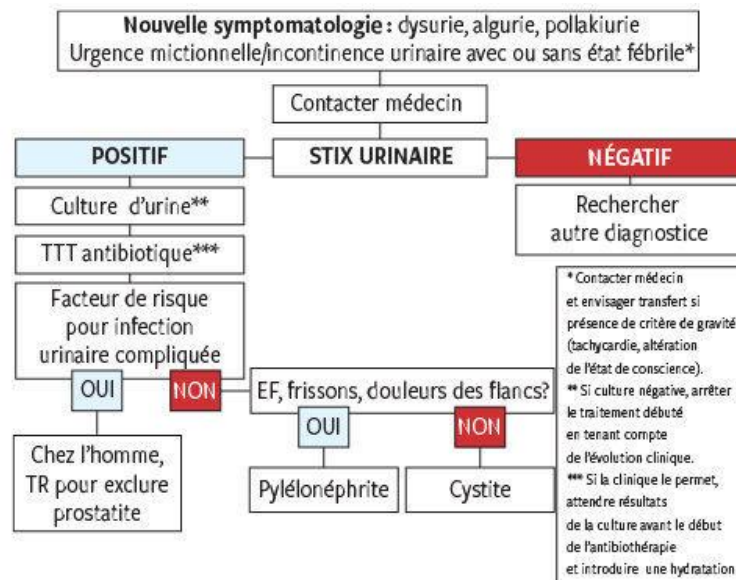 Nouvelle symptomatologie : dysurie, algurie, pollakiurie
Urgence mictionnelle/incontinence urinaire avec ou sans état fébrile*
Contacter médecin
POSITIF
STIX URINAIRE
NÉGATIF
Culture d'urine**
Rechercher
autre diagnostice
TTT antibiotique***
Facteur de risque
pour infection
urinaire compliquée
OUI
NON
EF, frissons, douleurs des flancs?
OUI
NON
Chez l'homme,
TR pour exclure
prostatite
Pylélonéphrite
Cystite
* Contacter médecin
et envisager transfert si
présence de critère de gravité
(tachycardie, altération
de l'état de conscience).
** Si culture négative, arrêter
le traitement débuté
en tenant compte
de l'évolution clinique.
*** Si la clinique le permet,
attendre résultats
de la culture avant le début
de l'antibiothérapie
et introduire une hydratation